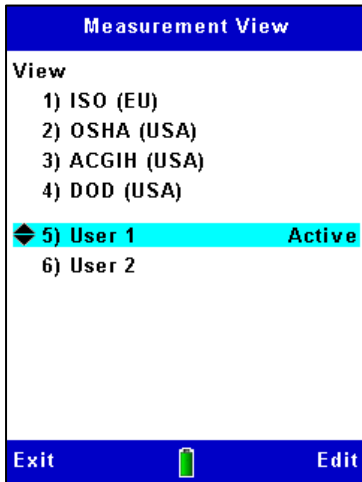 Measurement View
View
1) ISO (EU)
2) OSHA (USA)
3) ACGIH (USA)
4) DOD (USA)
5) User 1 Active
6) User 2
Exit Edit